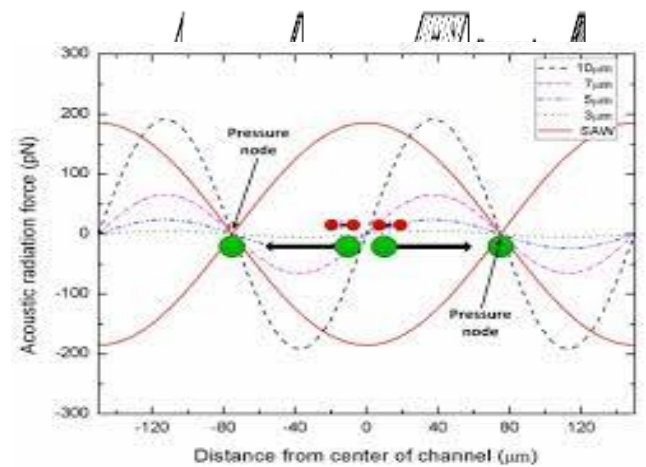 300
200
100
0
-100
-200
-300
Acoustic radiation force (pN)
Pressure
node
Pressure
node
10μm
7μm
5μm
3μm
SAW
-120
-80
-40
0
40
80
120
Distance from center of channel (μm)